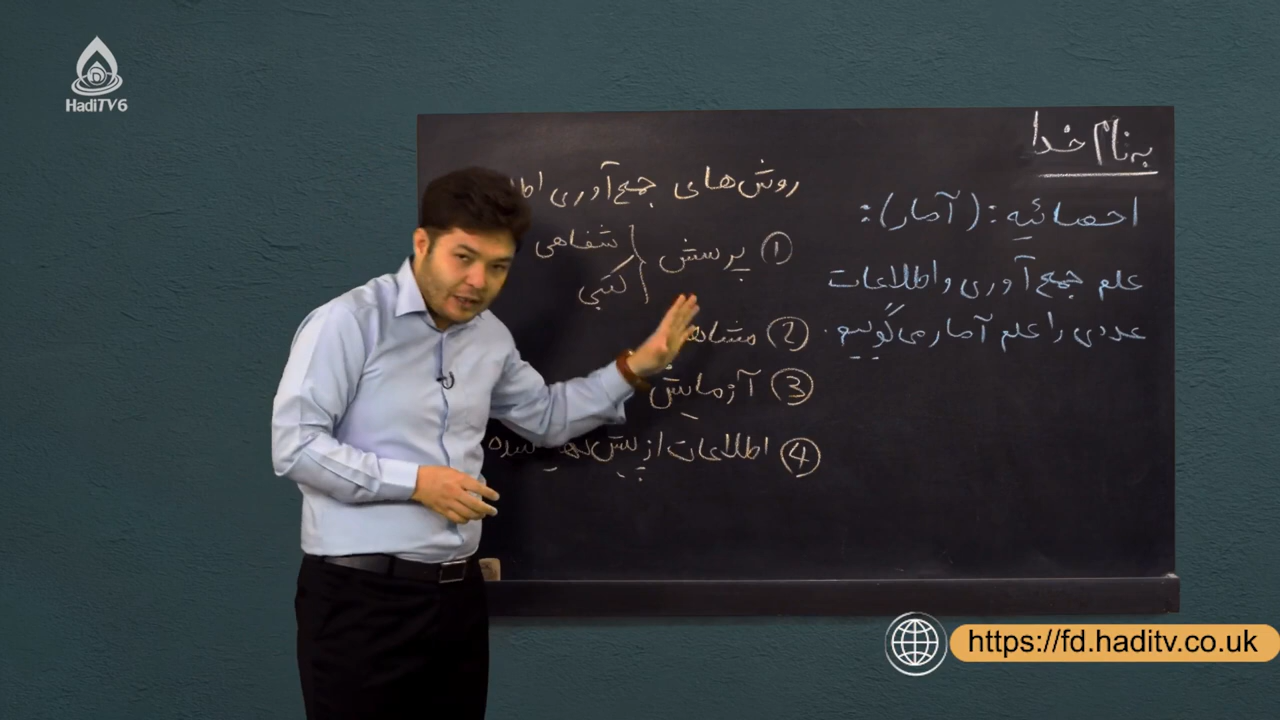 HadiTV6
به نام خدا
احصائیه: (آمار):
علم جمع آوری و اطلاعات
عددی را علم آمار می گوییم.
روش های جمع آوری
① پرسش
شفاهی
کتبی
②
③ آزمایش
④ اطلاعات از پیش
https://fd.haditv.co.uk